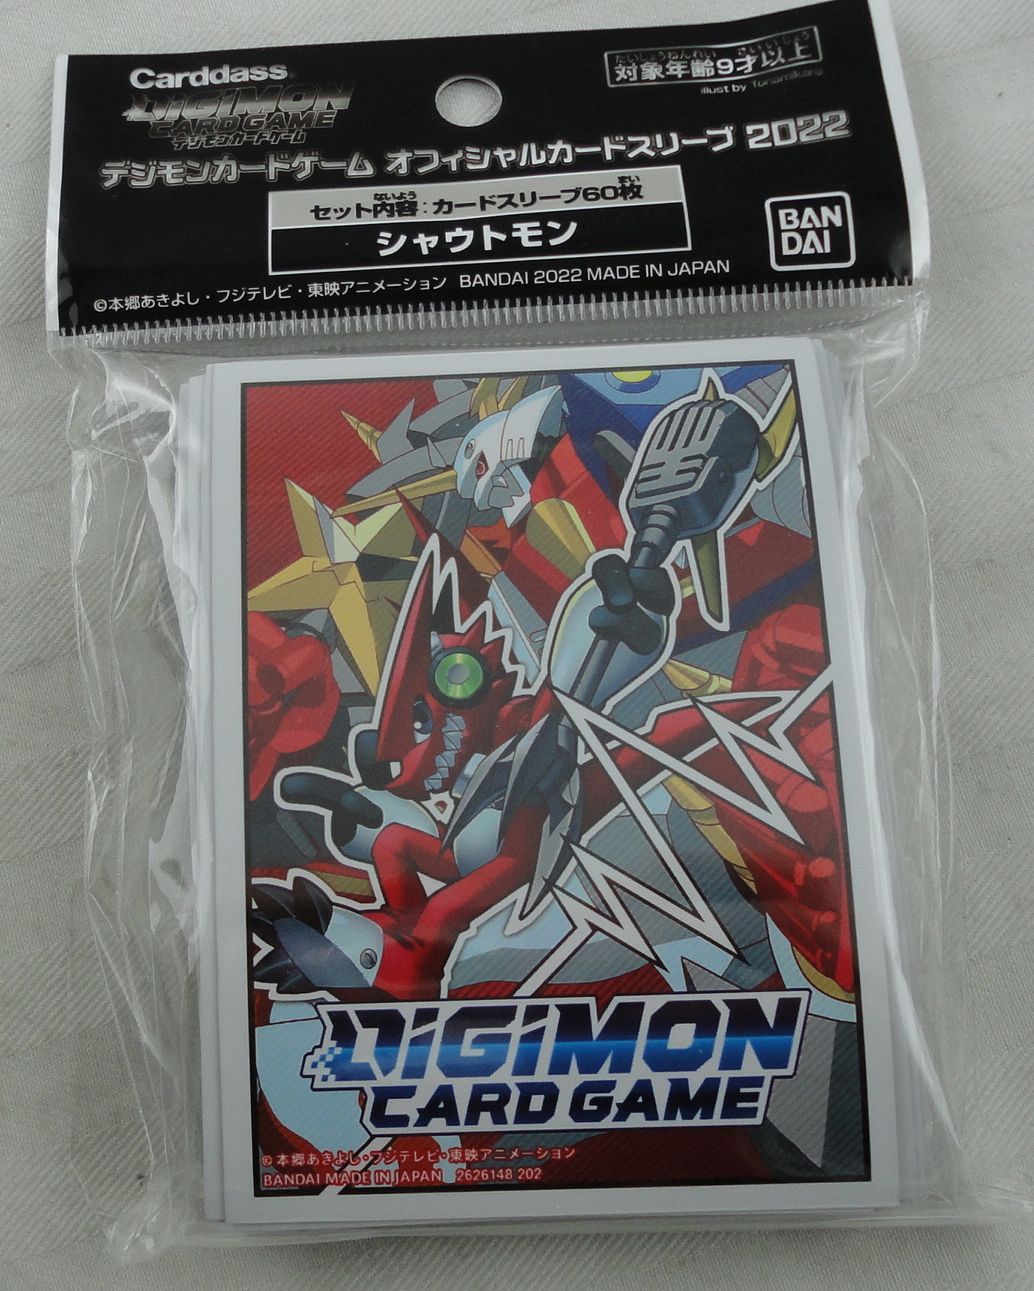 Carddass
DIGIMON
CARD GAME
デジモンカードゲーム
たいしょうねんれい さいいじょう
対象年齢9才以上
illust by Tonamikanji
デジモンカードゲーム オフィシャルカードスリーブ 2022
ないよう まい
セット内容:カードスリーブ60枚
シャウトモン
BAN
DAI
©本郷あきよし・フジテレビ・東映アニメーション BANDAI 2022 MADE IN JAPAN
DIGIMON
CARD GAME
©本郷あきよし・フジテレビ・東映アニメーション
BANDAI MADE IN JAPAN 2626148 202